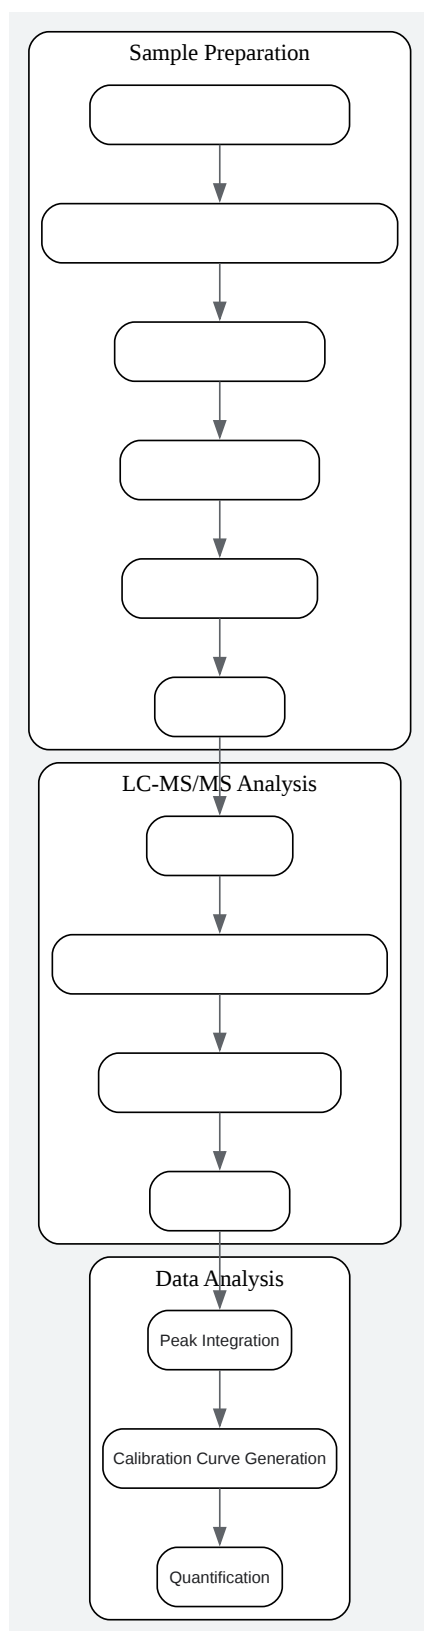 Sample Preparation
LC-MS/MS Analysis
Data Analysis
Peak Integration
Calibration Curve Generation
Quantification